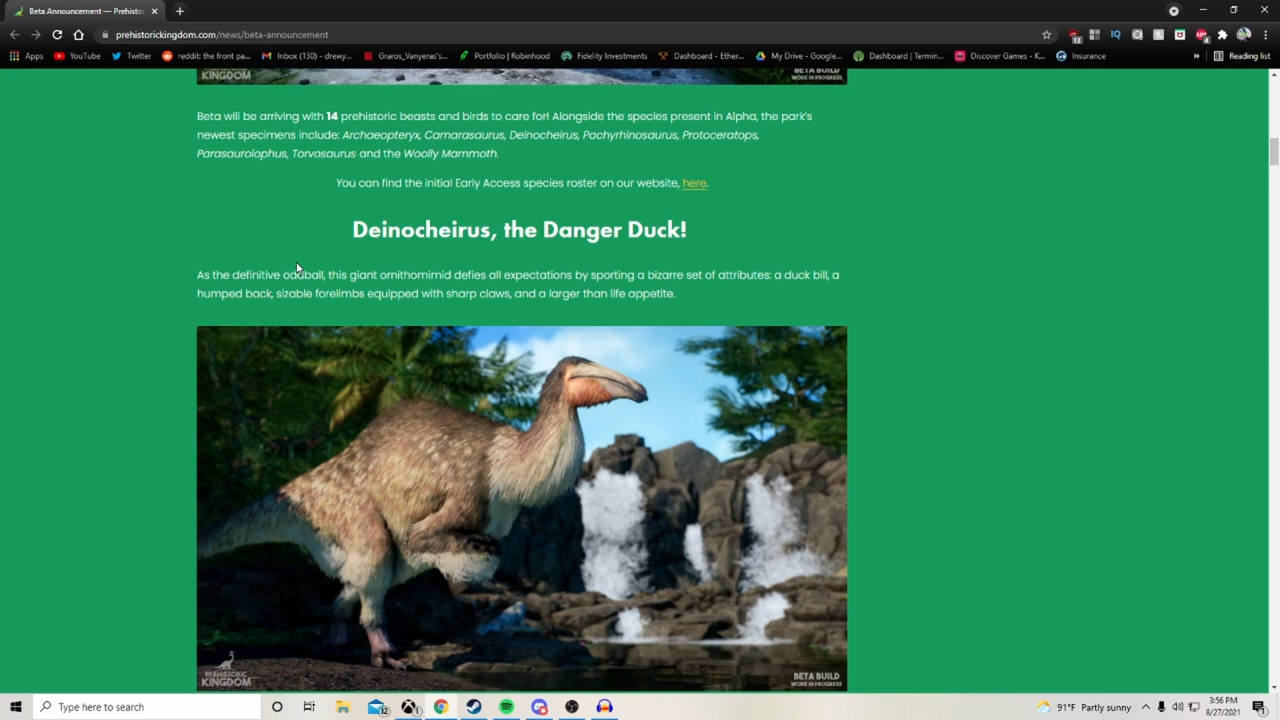 Beta Announcement — Prehisto
prehistorickingdom.com/news/beta-announcement
Apps YouTube Twitter reddit: the front pa... Inbox (130) - drewy... Graros_Vanyeras's... Portfolio | Robinhood Fidelity Investments Dashboard - Ether... My Drive - Google... Dashboard | Termin... Discover Games - K... Insurance » Reading list
KINGDOM BETA BUILD
WORK IN PROGRESS
Beta will be arriving with 14 prehistoric beasts and birds to care for! Alongside the species present in Alpha, the park's
newest specimens include: Archaeopteryx, Camarasaurus, Deinocheirus, Pachyrhinosaurus, Protoceratops,
Parasaurolophus, Torvosaurus and the Woolly Mammoth.
You can find the initial Early Access species roster on our website, here.
Deinocheirus, the Danger Duck!
As the definitive oddball, this giant ornithomimid defies all expectations by sporting a bizarre set of attributes: a duck bill, a
humped back, sizable forelimbs equipped with sharp claws, and a larger than life appetite.
PREHISTORIC
KINGDOM
BETA BUILD
WORK IN PROGRESS
Type here to search
91°F Partly sunny
3:56 PM
8/27/2021